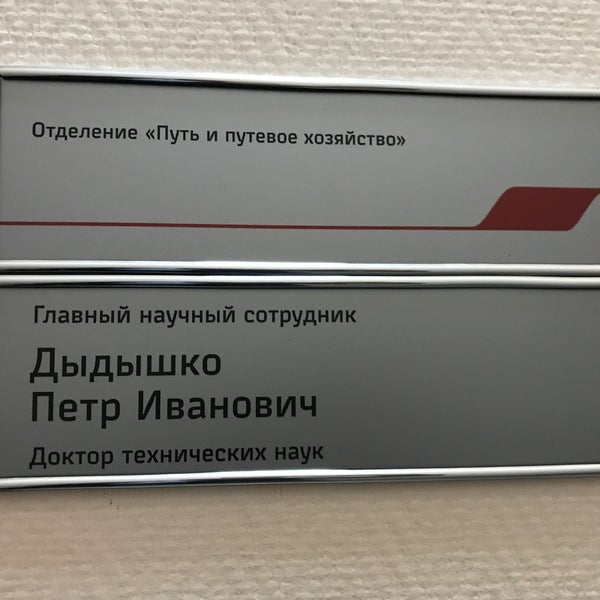 Отделение «Путь и путевое хозяйство»
Главный научный сотрудник
Дыдышко
Петр Иванович
Доктор технических наук